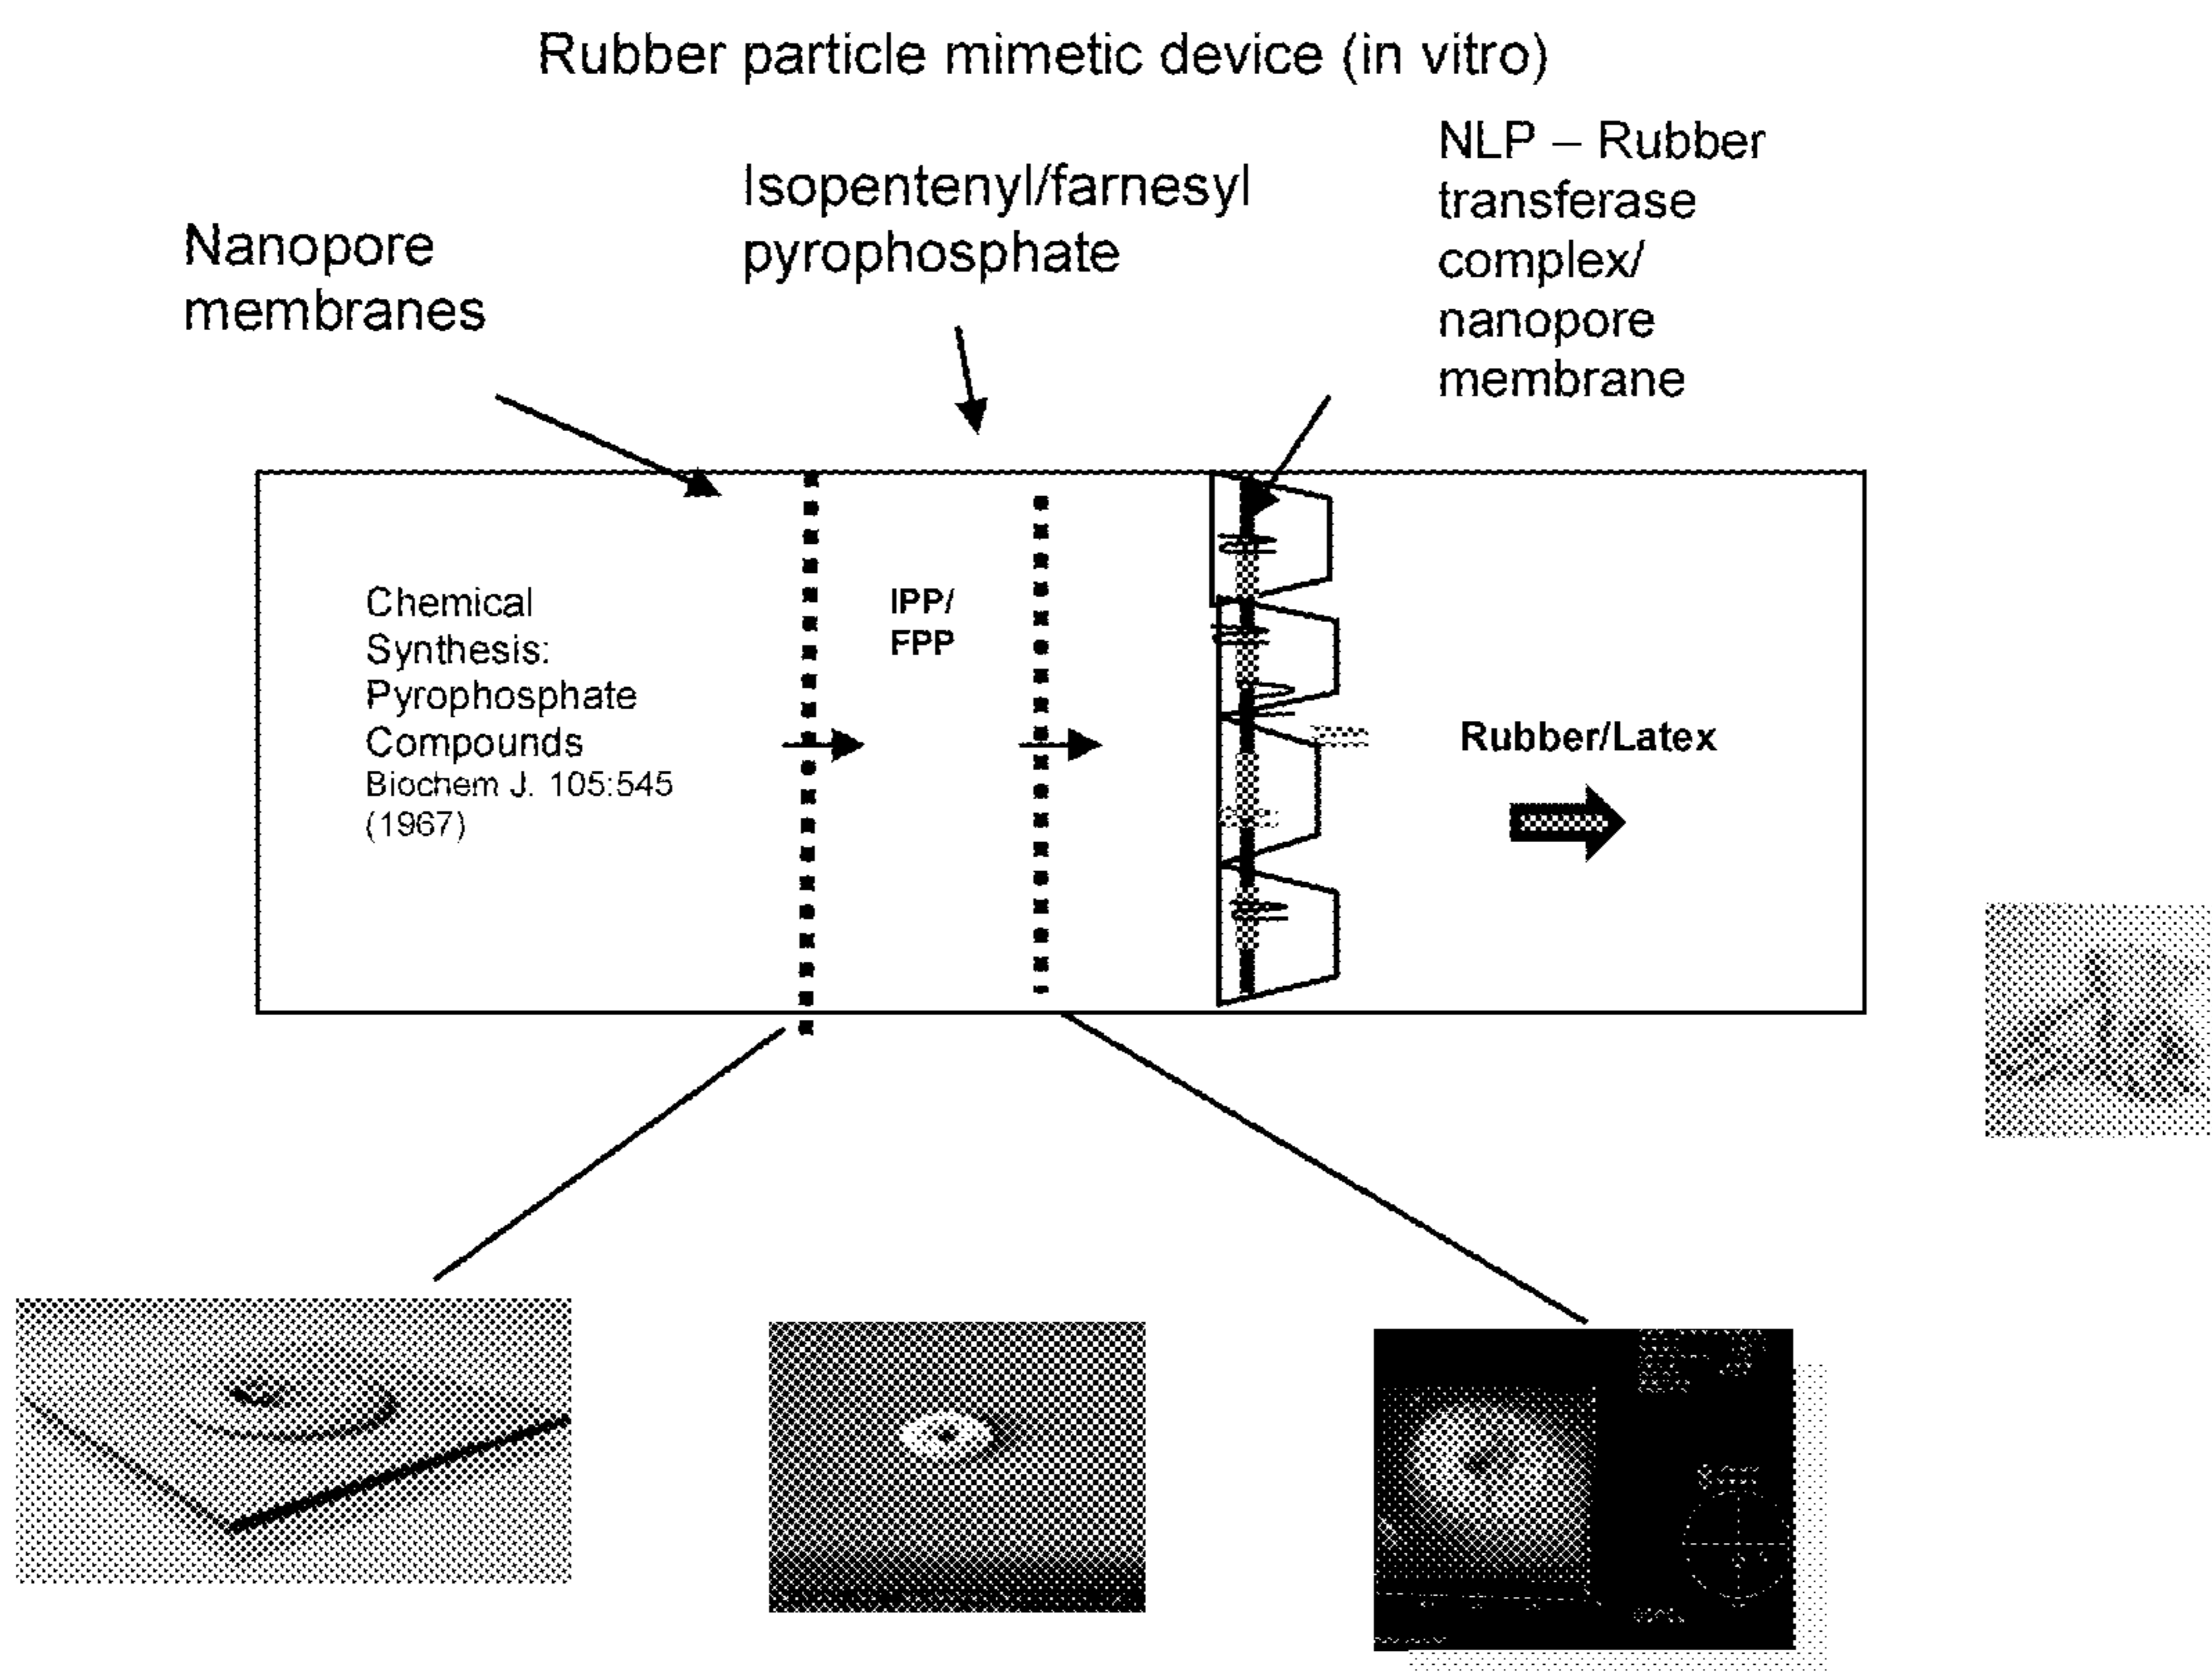 Rubber particle mimetic device (in vitro)
Nanopore
membranes
Isopentenyl/farnesyl
pyrophosphate
NLP – Rubber
transferase
complex/
nanopore
membrane
Chemical
Synthesis:
Pyrophosphate
Compounds
Biochem J. 105:545
(1967)
IPP/
FPP
Rubber/Latex